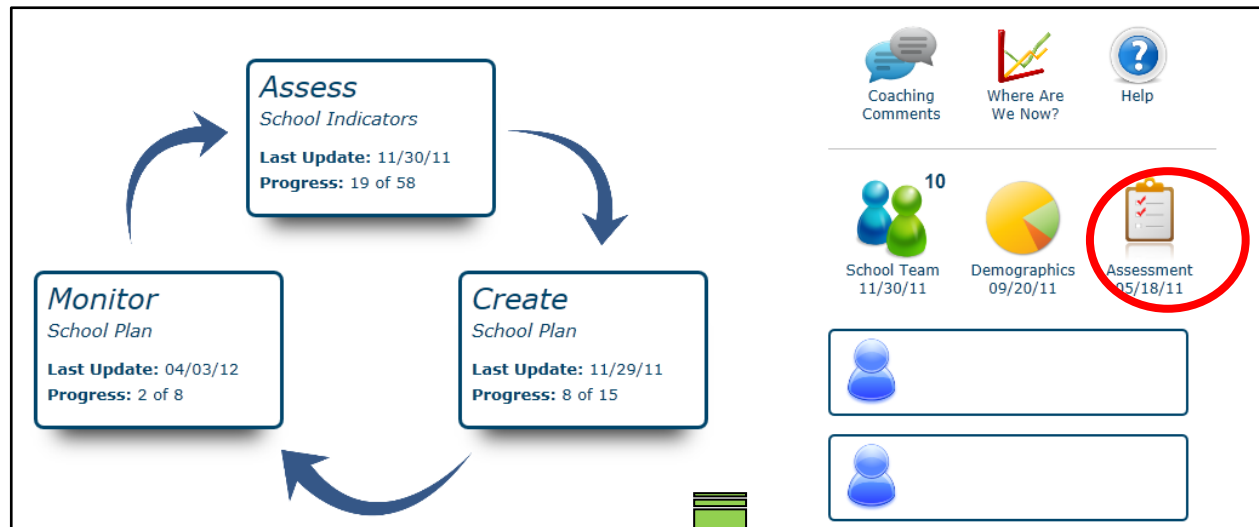 Assess
School Indicators
Last Update: 11/30/11
Progress: 19 of 58
Monitor
School Plan
Last Update: 04/03/12
Progress: 2 of 8
Create
School Plan
Last Update: 11/29/11
Progress: 8 of 15
Coaching
Comments
Where Are
We Now?
Help
10
School Team
11/30/11
Demographics
09/20/11
Assessment
05/18/11